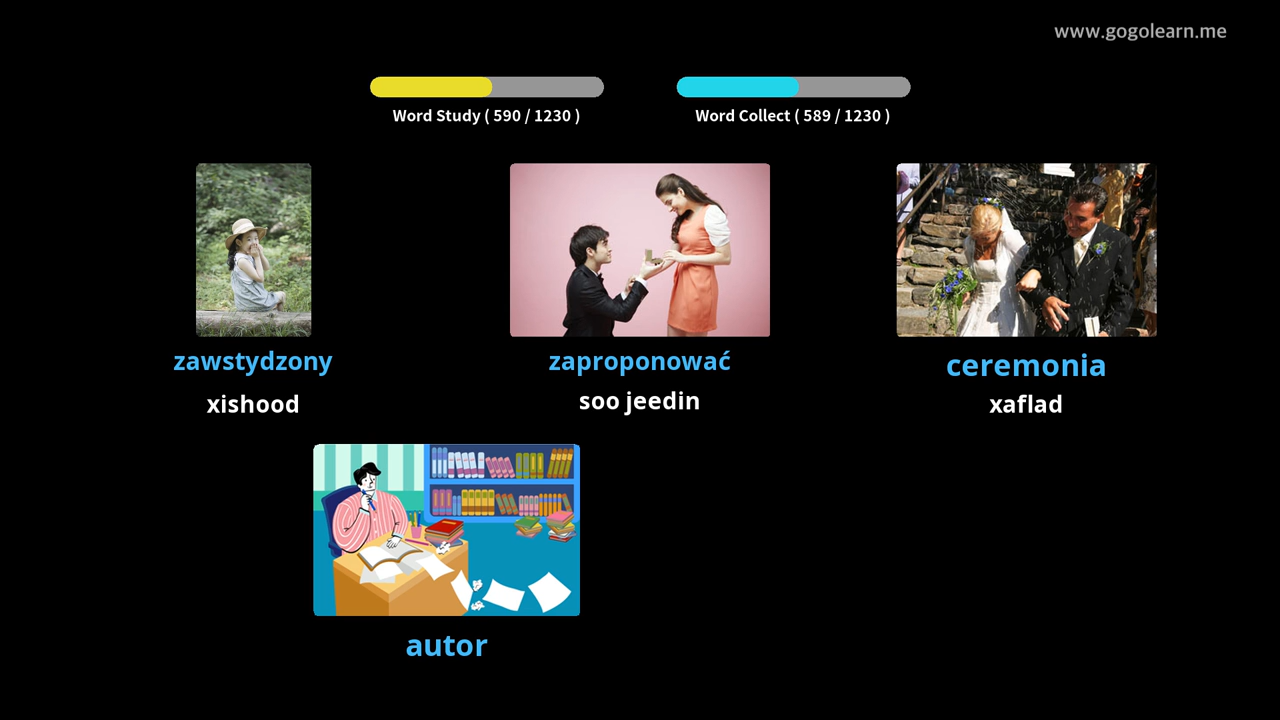 www.gogolearn.me
Word Study ( 590 / 1230 )
Word Collect ( 589 / 1230 )
zawstydzony
xishood
zaproponować
soo jeedin
ceremonia
xaflad
autor